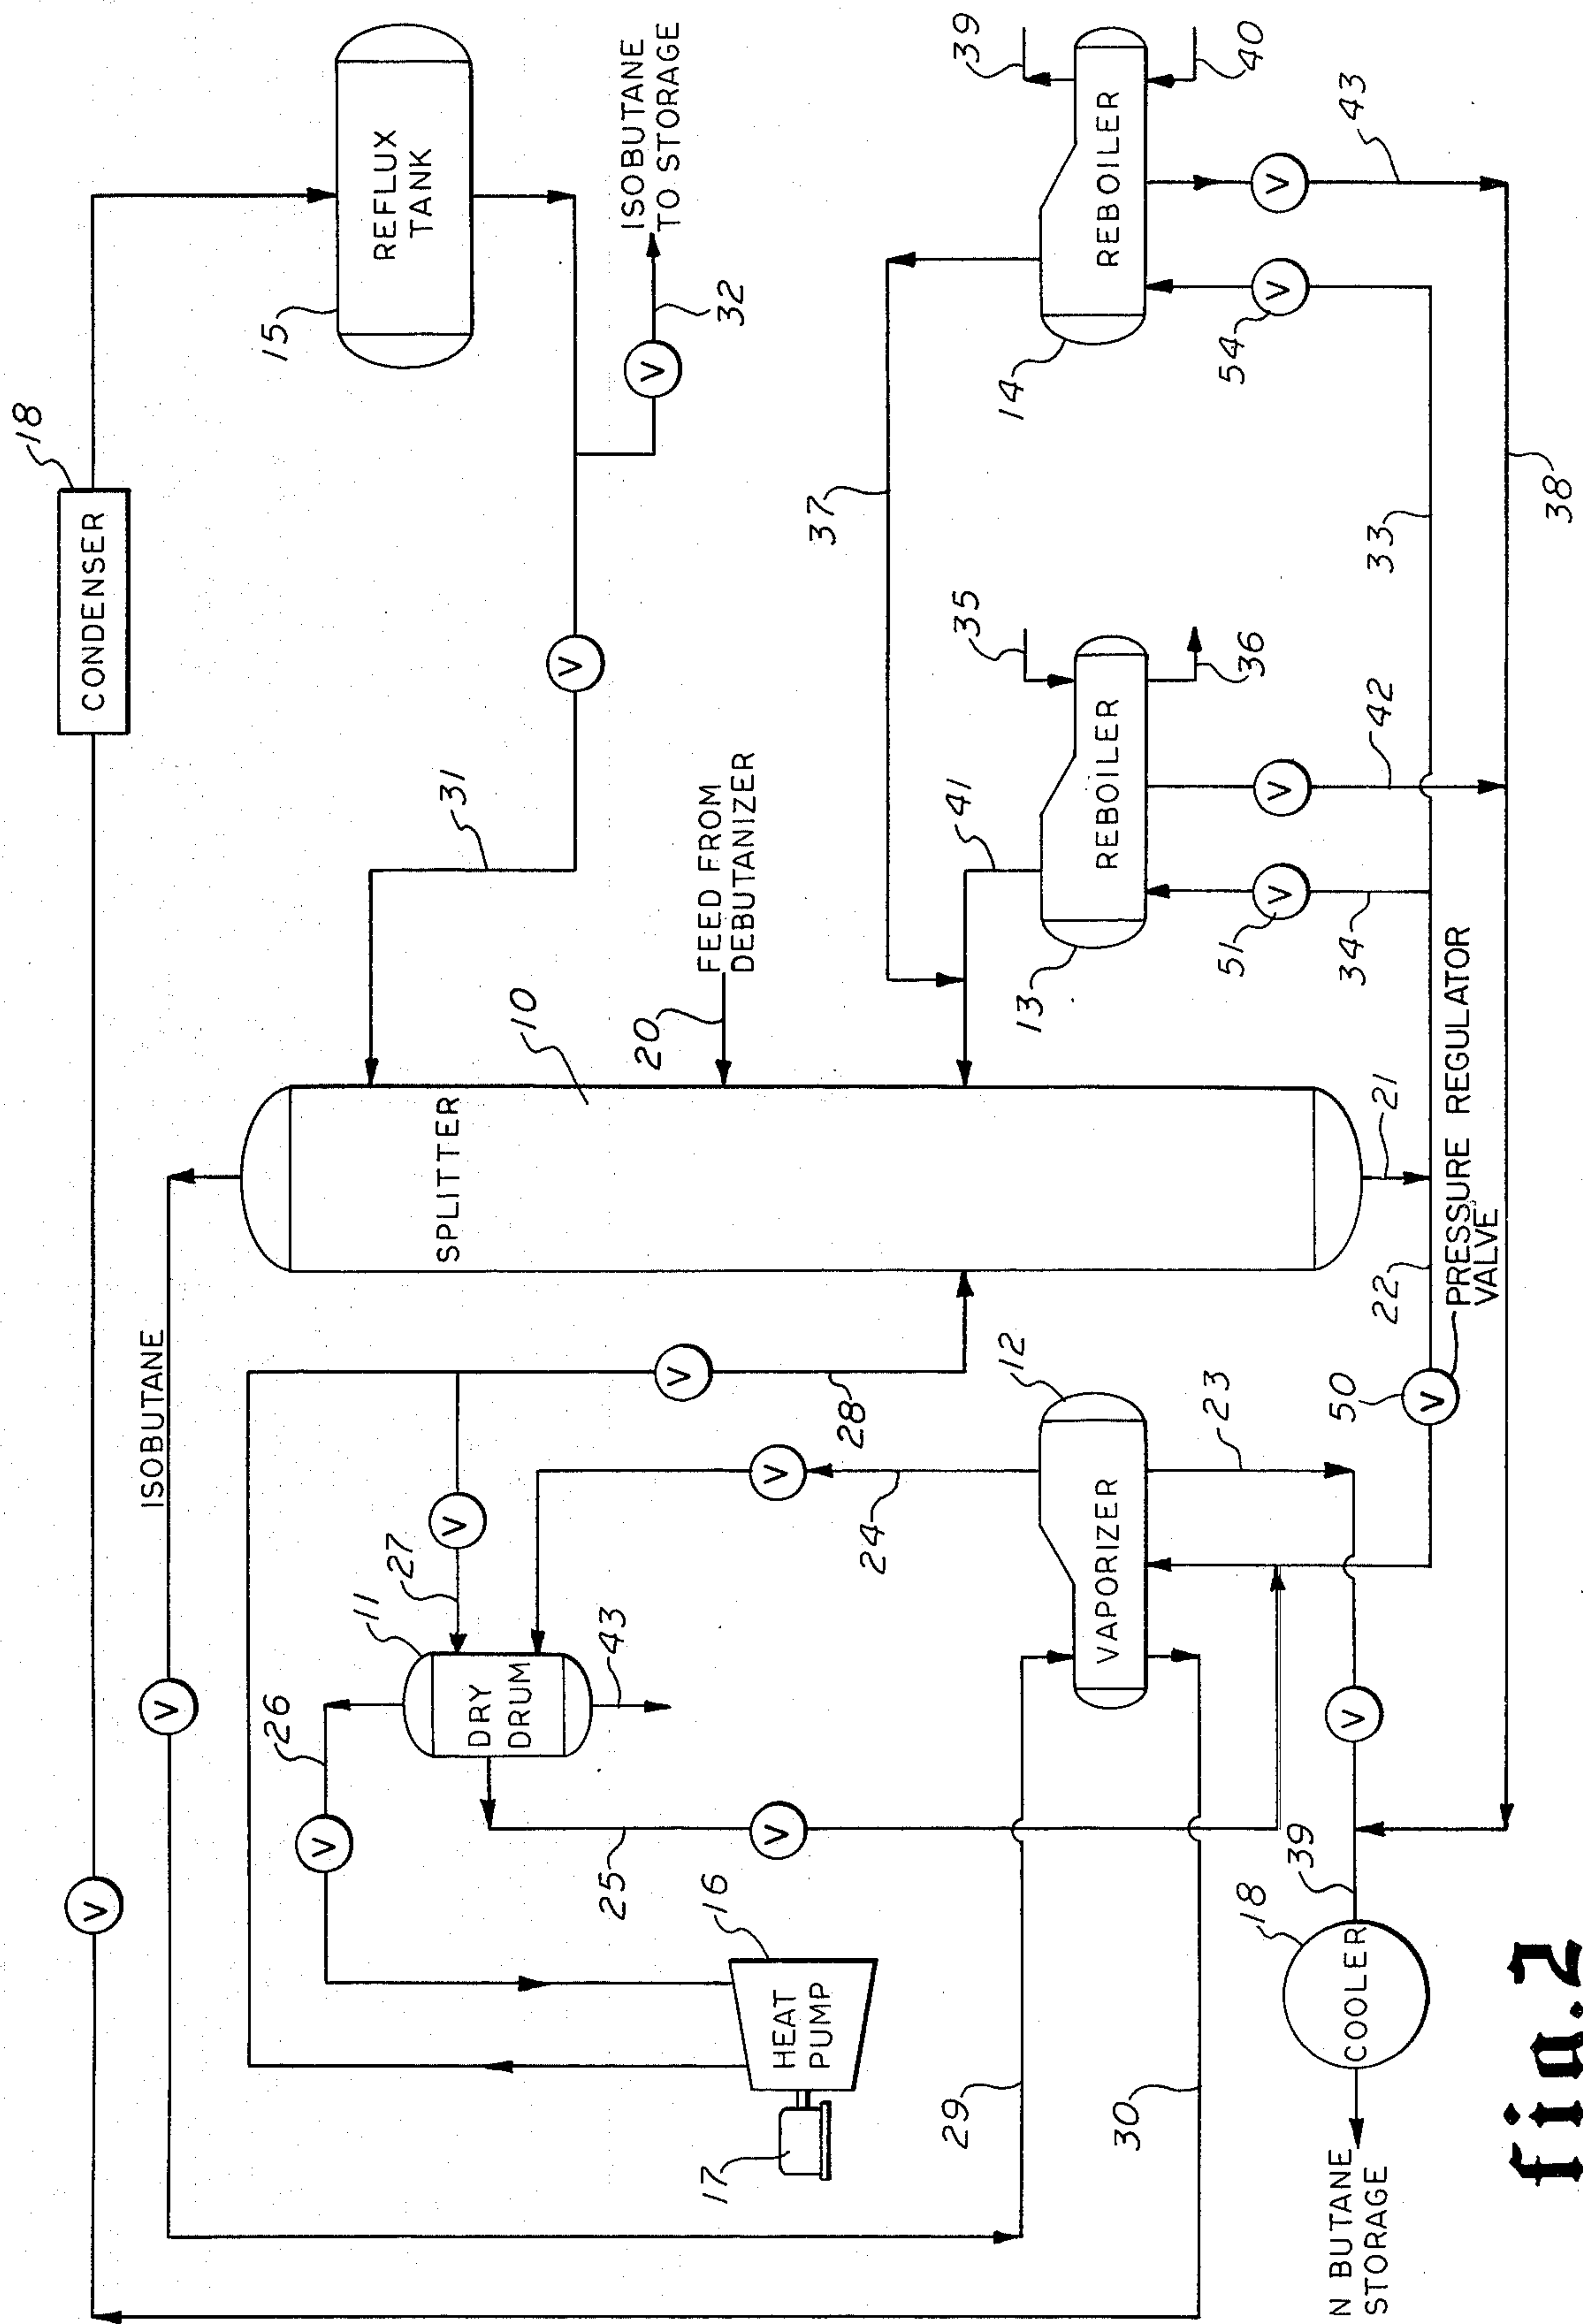 18
CONDENSER
15
REFLUX
TANK
ISOBUTANE
TO STORAGE
32
V
V
V
31
FEED FROM
DEBUTANIZER
20
10
SPLITTER
ISOBUTANE
V
V
28
27
V
11
DRY
DRUM
43
26
V
25
V
24
V
16
HEAT
PUMP
17
12
VAPORIZER
29
30
23
V
39
18
COOLER
N BUTANE
STORAGE
22
21
50
V
PRESSURE REGULATOR
VALVE
37
41
13
REBOILER
35
36
51
V
34
V
42
14
REBOILER
39
40
54
V
V
43
33
38
fig.2